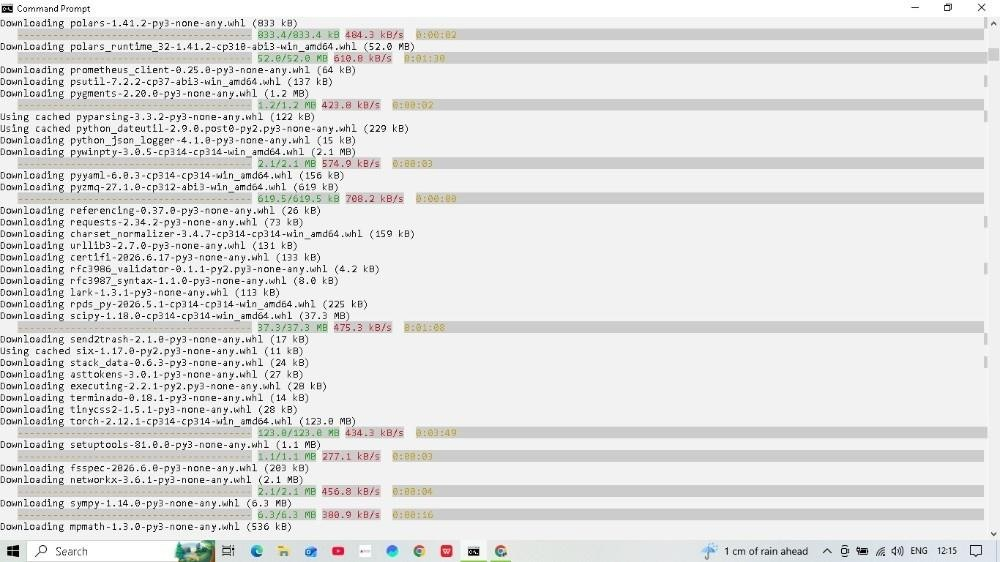 Command Prompt
Downloading polars-1.41.2-py3-none-any.whl (833 kB)
---------------------------------------- 833.4/833.4 kB 484.3 kB/s 0:00:02
Downloading polars_runtime_32-1.41.2-cp310-abi3-win_amd64.whl (52.0 MB)
---------------------------------------- 52.0/52.0 MB 610.8 kB/s 0:01:30
Downloading prometheus_client-0.25.0-py3-none-any.whl (64 kB)
Downloading psutil-7.2.2-cp37-abi3-win_amd64.whl (137 kB)
Downloading pygments-2.20.0-py3-none-any.whl (1.2 MB)
---------------------------------------- 1.2/1.2 MB 423.8 kB/s 0:00:02
Using cached pyparsing-3.3.2-py3-none-any.whl (122 kB)
Using cached python_dateutil-2.9.0.post0-py2.py3-none-any.whl (229 kB)
Downloading python_json_logger-4.1.0-py3-none-any.whl (15 kB)
Downloading pywinpty-3.0.5-cp314-cp314-win_amd64.whl (2.1 MB)
---------------------------------------- 2.1/2.1 MB 574.9 kB/s 0:00:03
Downloading pyyaml-6.0.3-cp314-cp314-win_amd64.whl (156 kB)
Downloading pyzmq-27.1.0-cp312-abi3-win_amd64.whl (619 kB)
---------------------------------------- 619.5/619.5 kB 708.2 kB/s 0:00:00
Downloading referencing-0.37.0-py3-none-any.whl (26 kB)
Downloading requests-2.34.2-py3-none-any.whl (73 kB)
Downloading charset_normalizer-3.4.7-cp314-cp314-win_amd64.whl (159 kB)
Downloading urllib3-2.7.0-py3-none-any.whl (131 kB)
Downloading certifi-2026.6.17-py3-none-any.whl (133 kB)
Downloading rfc3986_validator-0.1.1-py2.py3-none-any.whl (4.2 kB)
Downloading rfc3987_syntax-1.1.0-py3-none-any.whl (8.0 kB)
Downloading lark-1.3.1-py3-none-any.whl (113 kB)
Downloading rpds_py-2026.5.1-cp314-cp314-win_amd64.whl (225 kB)
Downloading scipy-1.18.0-cp314-cp314-win_amd64.whl (37.3 MB)
---------------------------------------- 37.3/37.3 MB 475.3 kB/s 0:01:08
Downloading send2trash-2.1.0-py3-none-any.whl (17 kB)
Using cached six-1.17.0-py2.py3-none-any.whl (11 kB)
Downloading stack_data-0.6.3-py3-none-any.whl (24 kB)
Downloading asttokens-3.0.1-py3-none-any.whl (27 kB)
Downloading executing-2.2.1-py2.py3-none-any.whl (28 kB)
Downloading terminado-0.18.1-py3-none-any.whl (14 kB)
Downloading tinycss2-1.5.1-py3-none-any.whl (28 kB)
Downloading torch-2.12.1-cp314-cp314-win_amd64.whl (123.0 MB)
---------------------------------------- 123.0/123.0 MB 434.3 kB/s 0:03:49
Downloading setuptools-81.0.0-py3-none-any.whl (1.1 MB)
---------------------------------------- 1.1/1.1 MB 277.1 kB/s 0:00:03
Downloading fsspec-2026.6.0-py3-none-any.whl (203 kB)
Downloading networkx-3.6.1-py3-none-any.whl (2.1 MB)
---------------------------------------- 2.1/2.1 MB 456.8 kB/s 0:00:04
Downloading sympy-1.14.0-py3-none-any.whl (6.3 MB)
---------------------------------------- 6.3/6.3 MB 380.9 kB/s 0:00:16
Downloading mpmath-1.3.0-py3-none-any.whl (536 kB)
Search
1 cm of rain ahead
ENG
12:15